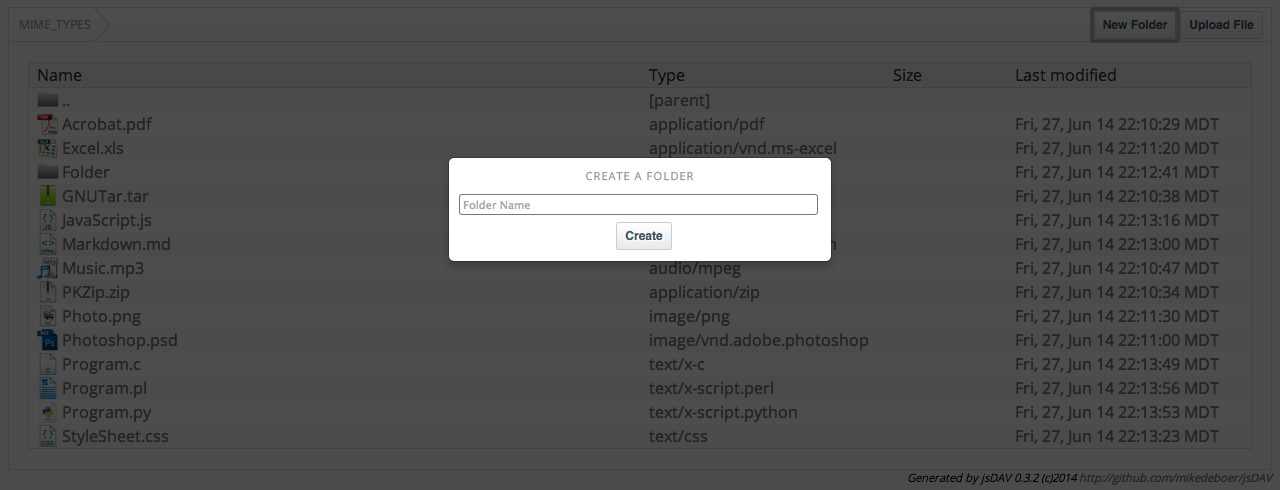 MIME_TYPES New Folder Upload File
Name Type Size Last modified
.. [parent]
Acrobat.pdf application/pdf Fri, 27, Jun 14 22:10:29 MDT
Excel.xls application/vnd.ms-excel Fri, 27, Jun 14 22:11:20 MDT
Folder Fri, 27, Jun 14 22:12:41 MDT
GNUTar.tar Fri, 27, Jun 14 22:10:38 MDT
JavaScript.js Fri, 27, Jun 14 22:13:16 MDT
Markdown.md Fri, 27, Jun 14 22:13:00 MDT
Music.mp3 audio/mpeg Fri, 27, Jun 14 22:10:47 MDT
PKZip.zip application/zip Fri, 27, Jun 14 22:10:34 MDT
Photo.png image/png Fri, 27, Jun 14 22:11:30 MDT
Photoshop.psd image/vnd.adobe.photoshop Fri, 27, Jun 14 22:11:00 MDT
Program.c text/x-c Fri, 27, Jun 14 22:13:49 MDT
Program.pl text/x-script.perl Fri, 27, Jun 14 22:13:56 MDT
Program.py text/x-script.python Fri, 27, Jun 14 22:13:53 MDT
StyleSheet.css text/css Fri, 27, Jun 14 22:13:23 MDT
CREATE A FOLDER
Folder Name
Create
Generated by jsDAV 0.3.2 (c)2014 http://github.com/mikedeboer/jsDAV